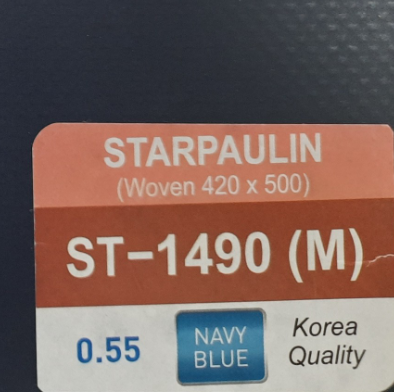 STARPAULIN
(Woven 420 x 500)
ST-1490 (M)
0.55
NAVY
BLUE
Korea
Quality